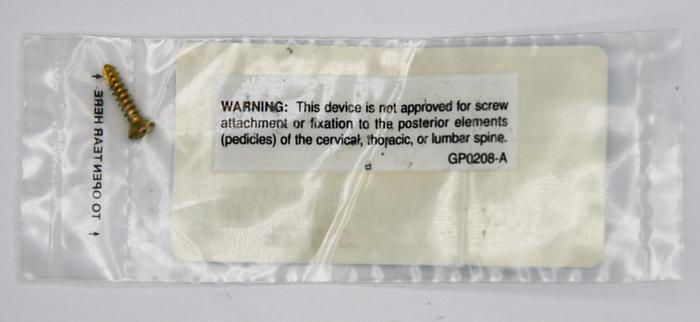 WARNING: This device is not approved for screw
attachment or fixation to the posterior elements
(pedicles) of the cervical, thoracic, or lumbar spine.
GP0208-A
TO OPEN TEAR HERE